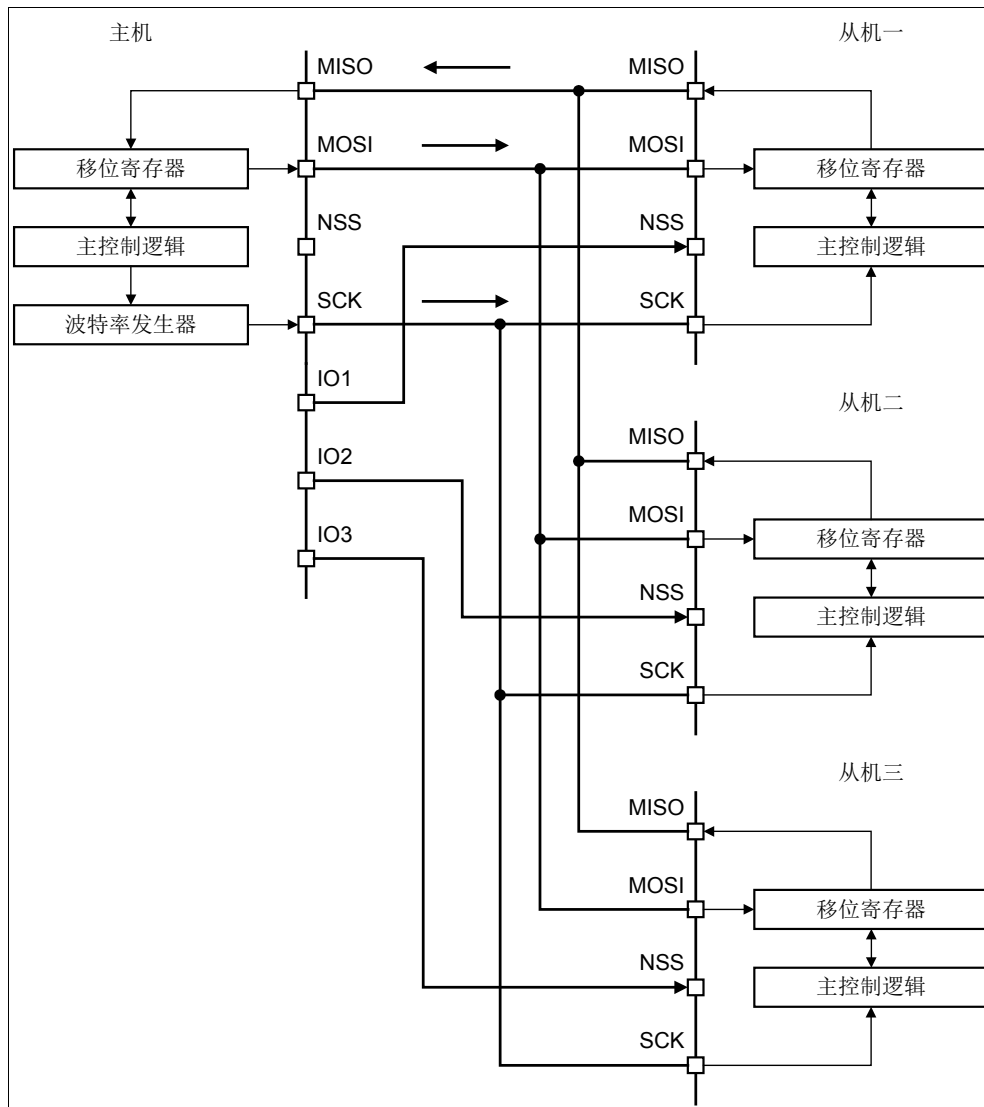 主机
从机一
MISO
MISO
MOSI
MOSI
移位寄存器
移位寄存器
NSS
NSS
主控制逻辑
主控制逻辑
SCK
SCK
波特率发生器
IO1
从机二
MISO
IO2
MOSI
IO3
移位寄存器
NSS
主控制逻辑
SCK
从机三
MISO
MOSI
移位寄存器
NSS
主控制逻辑
SCK